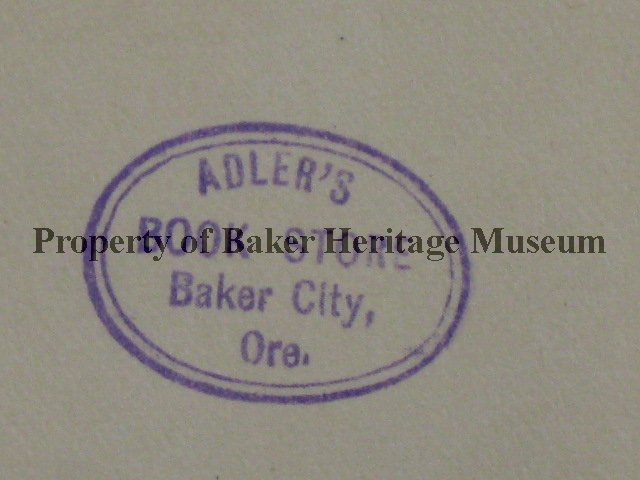 ADLER'S
BOOK STORE
Property of Baker Heritage Museum
Baker City,
Ore.